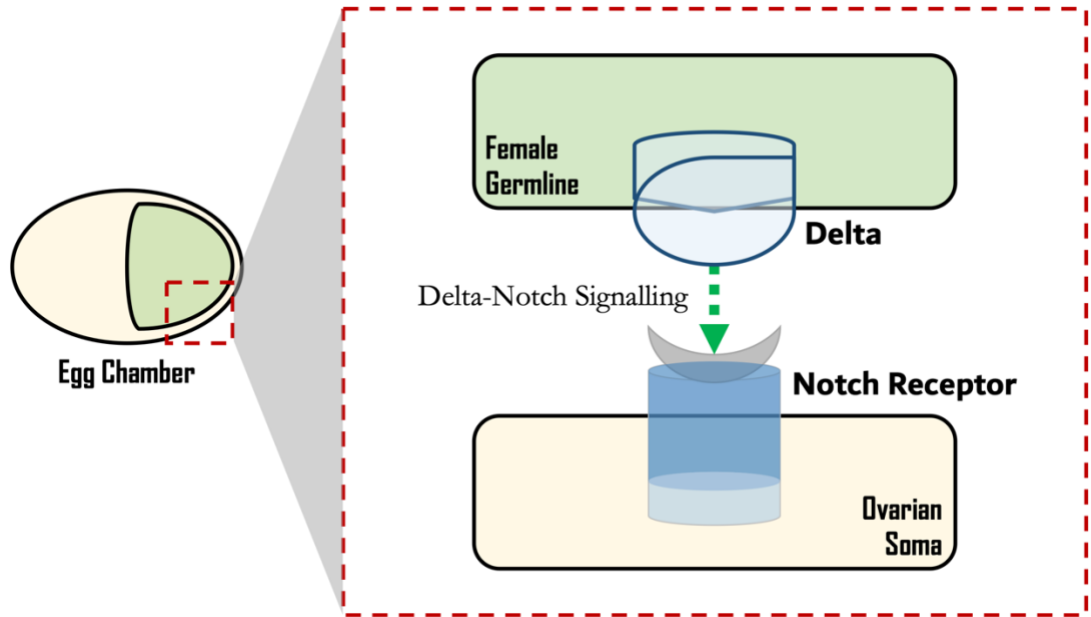 Female
Germline
Delta
Delta-Notch Signalling
Egg Chamber
Notch Receptor
Ovarian
Soma